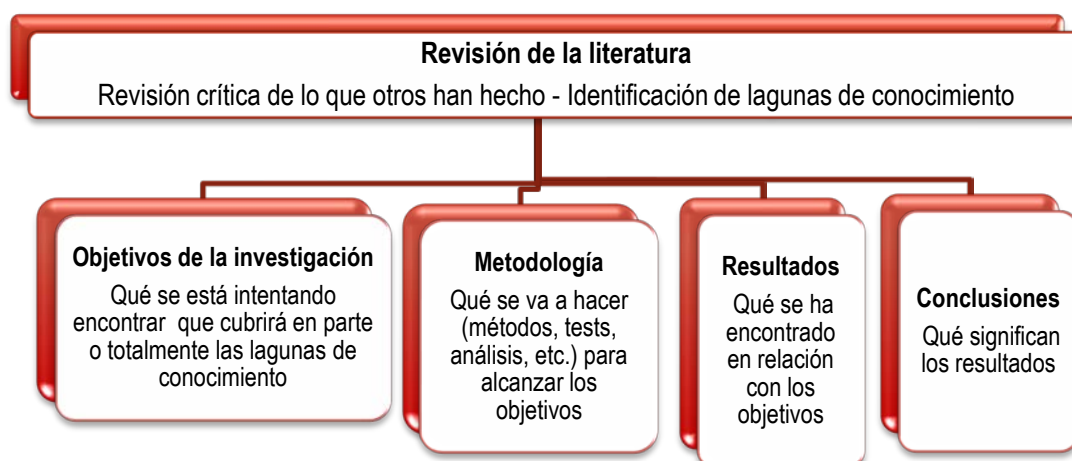 Revisión de la literatura
Revisión crítica de lo que otros han hecho - Identificación de lagunas de conocimiento
Objetivos de la investigación
Qué se está intentando
encontrar que cubrirá en parte
o totalmente las lagunas de
conocimiento
Metodología
Qué se va a hacer
(métodos, tests,
análisis, etc.) para
alcanzar los
objetivos
Resultados
Qué se ha
encontrado
en relación
con los
objetivos
Conclusiones
Qué significan
los resultados